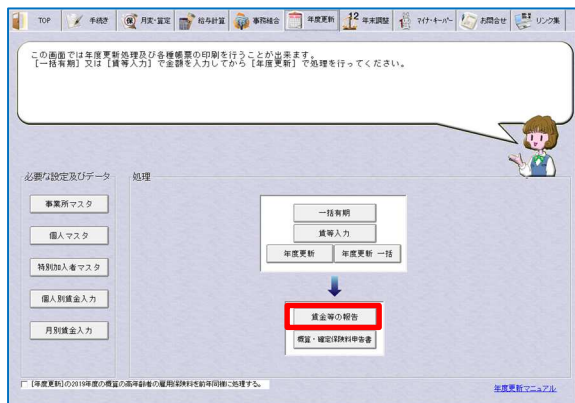 TOP
手続き
月変・算定
給与計算
事務組合
年度更新
12 年末調整
マイナンバー
お問合せ
リンク集
この画面では年度更新処理及び各種帳票の印刷を行うことが出来ます。
[一括有期] 又は [賃等入力] で金額を入力してから [年度更新] で処理を行ってください。
必要な設定及びデータ
処理
事業所マスタ
個人マスタ
特別加入者マスタ
個人別賃金入力
月別賃金入力
一括有期
賃等入力
年度更新
年度更新 一括
賃金等の報告
概算・確定保険料申告書
[年度更新]の2019年度の概算の高年齢者の雇用保険料を前年同様に処理する。
年度更新マニュアル